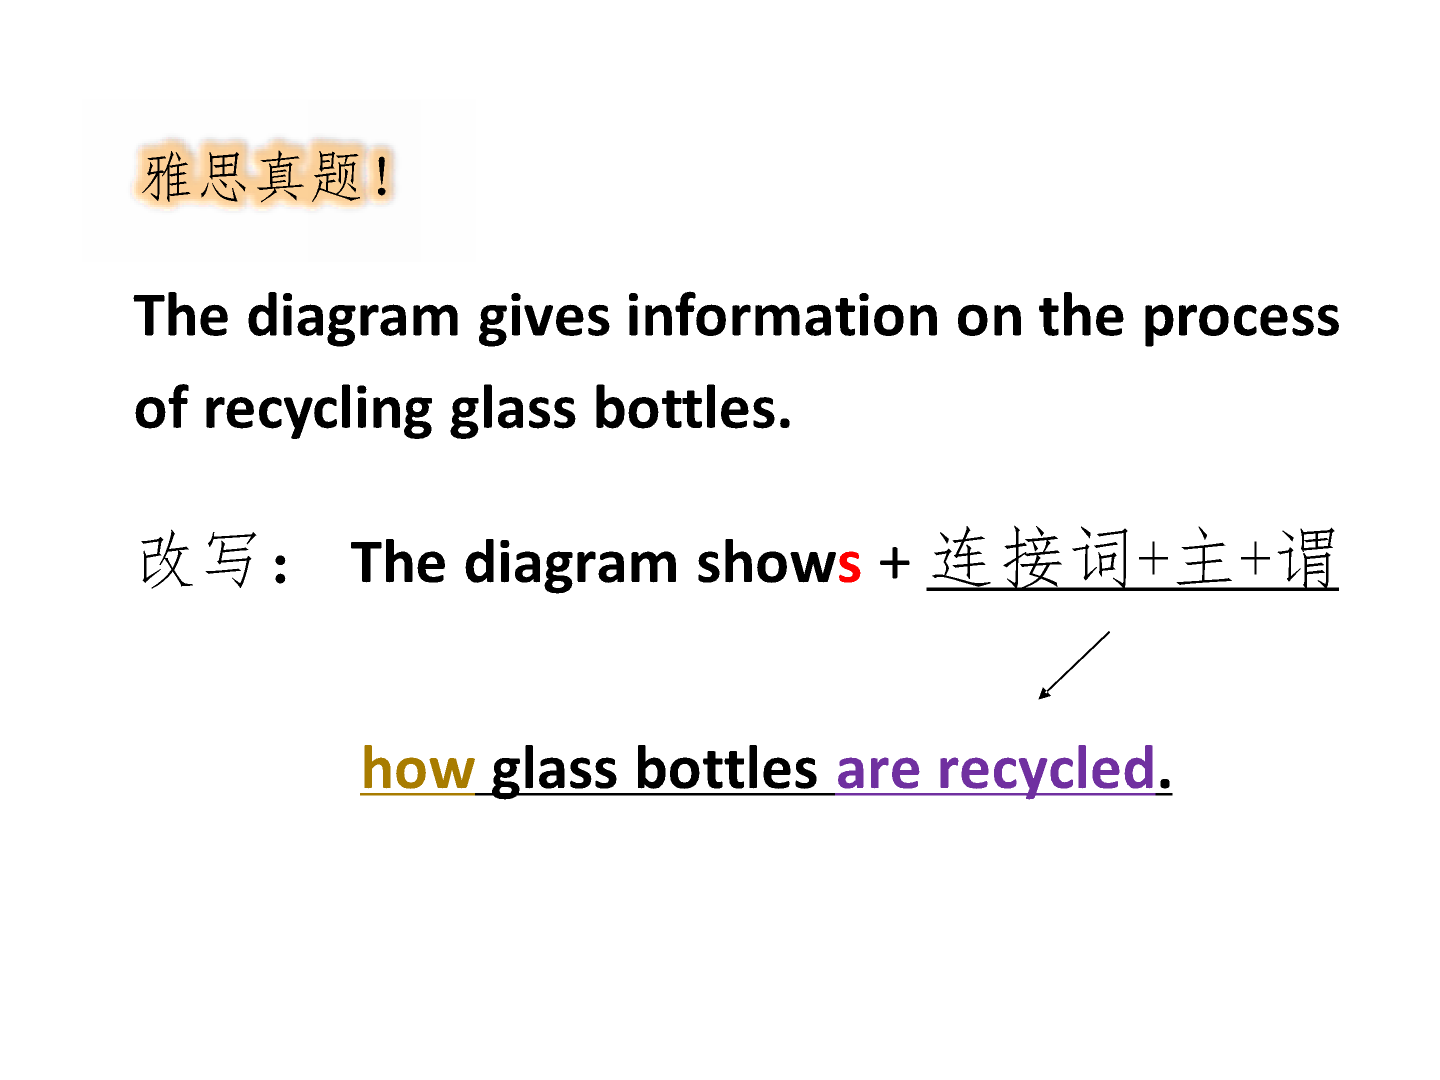 雅思真题！
The diagram gives information on the process
of recycling glass bottles.
改写： The diagram shows + 连接词+主+谓
how glass bottles are recycled.